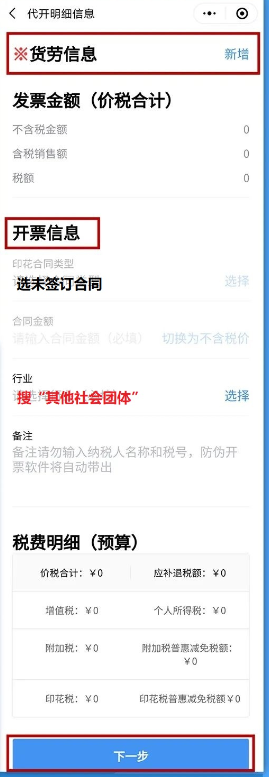 代开明细信息
※货劳信息 新增
发票金额（价税合计）
不含税金额 0
含税销售额 0
税额 0
开票信息
印花合同类型
选未签订合同 选择
合同金额
请输入合同金额（必填） 切换为不含税价
行业
搜“其他社会团体” 选择
备注
备注请勿输入纳税人名称和税号，防伪开
票软件将自动带出
税费明细（预算）
价税合计：￥0 应补退税额：￥0
增值税：￥0 个人所得税：￥0
附加税：￥0 附加税普惠减免税额：
￥0
印花税：￥0 印花税普惠减免税额￥0
下一步